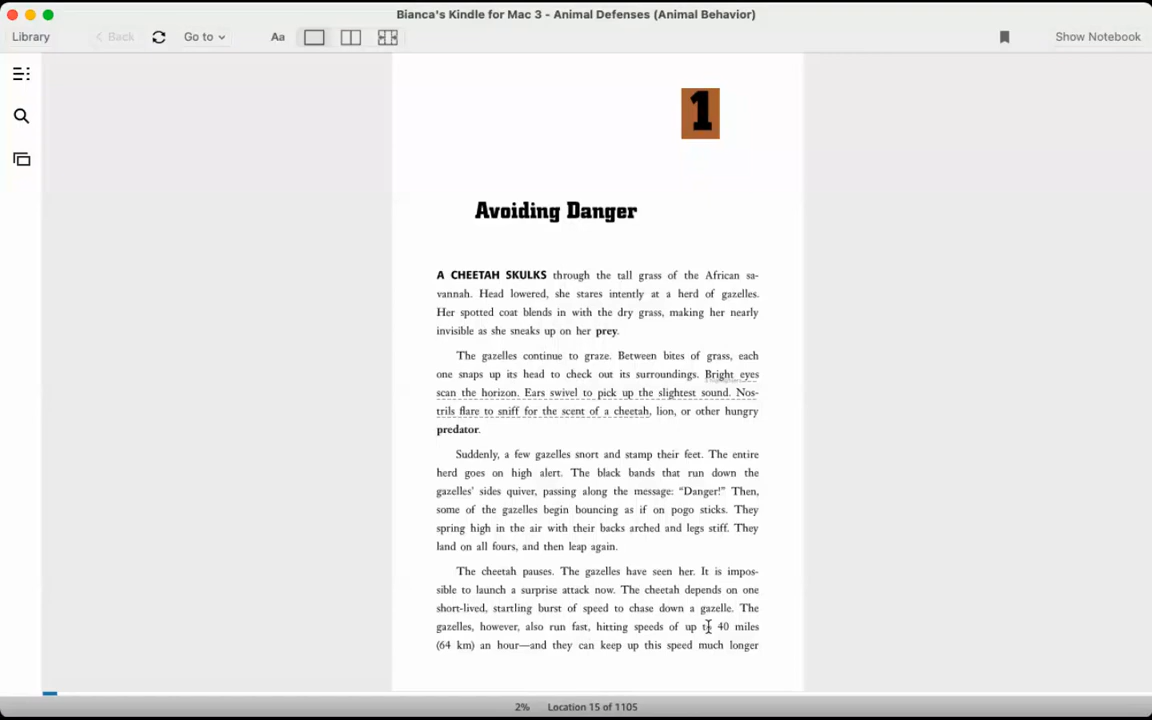 Bianca's Kindle for Mac 3 - Animal Defenses (Animal Behavior)
Library
Back
Go to
Aa
Show Notebook
1
Avoiding Danger
A CHEETAH SKULKS through the tall grass of the African sa-
vannah. Head lowered, she stares intently at a herd of gazelles.
Her spotted coat blends in with the dry grass, making her nearly
invisible as she sneaks up on her prey.
The gazelles continue to graze. Between bites of grass, each
one snaps up its head to check out its surroundings. Bright eyes
scan the horizon. Ears swivel to pick up the slightest sound. Nos-
trils flare to sniff for the scent of a cheetah, lion, or other hungry
predator.
Suddenly, a few gazelles snort and stamp their feet. The entire
herd goes on high alert. The black bands that run down the
gazelles' sides quiver, passing along the message: “Danger!” Then,
some of the gazelles begin bouncing as if on pogo sticks. They
spring high in the air with their backs arched and legs stiff. They
land on all fours, and then leap again.
The cheetah pauses. The gazelles have seen her. It is impos-
sible to launch a surprise attack now. The cheetah depends on one
short-lived, startling burst of speed to chase down a gazelle. The
gazelles, however, also run fast, hitting speeds of up to 40 miles
(64 km) an hour—and they can keep up this speed much longer
2% Location 15 of 1105